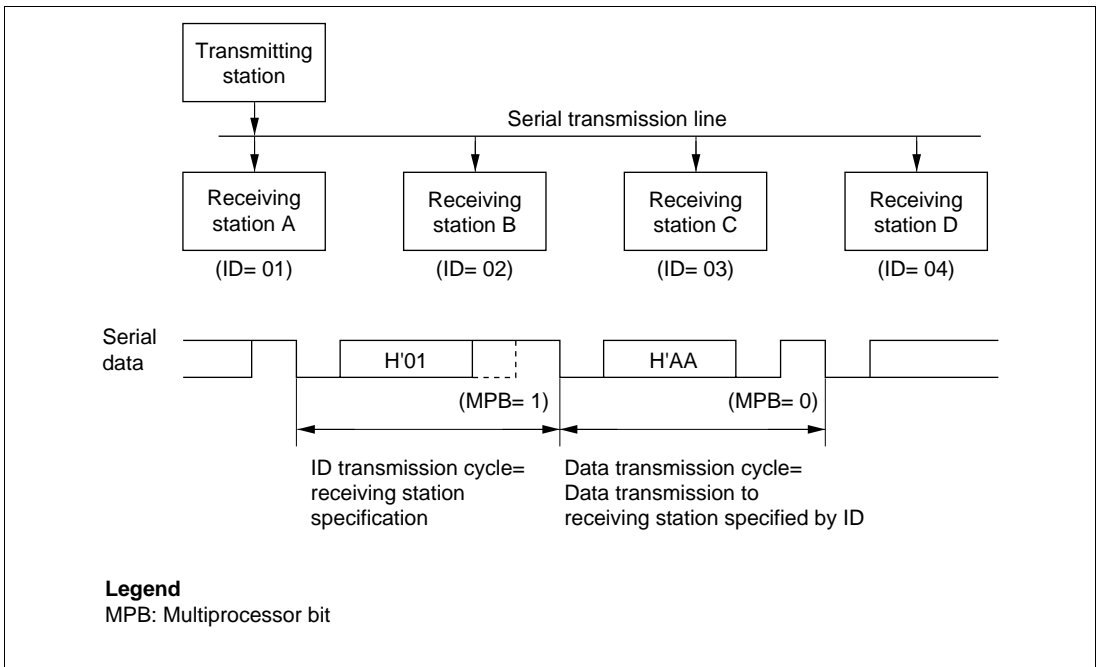 Transmitting
station
Serial transmission line
Receiving
station A
Receiving
station B
Receiving
station C
Receiving
station D
(ID= 01)
(ID= 02)
(ID= 03)
(ID= 04)
Serial
data
H'01
H'AA
(MPB= 1)
(MPB= 0)
ID transmission cycle=
receiving station
specification
Data transmission cycle=
Data transmission to
receiving station specified by ID
Legend
MPB: Multiprocessor bit